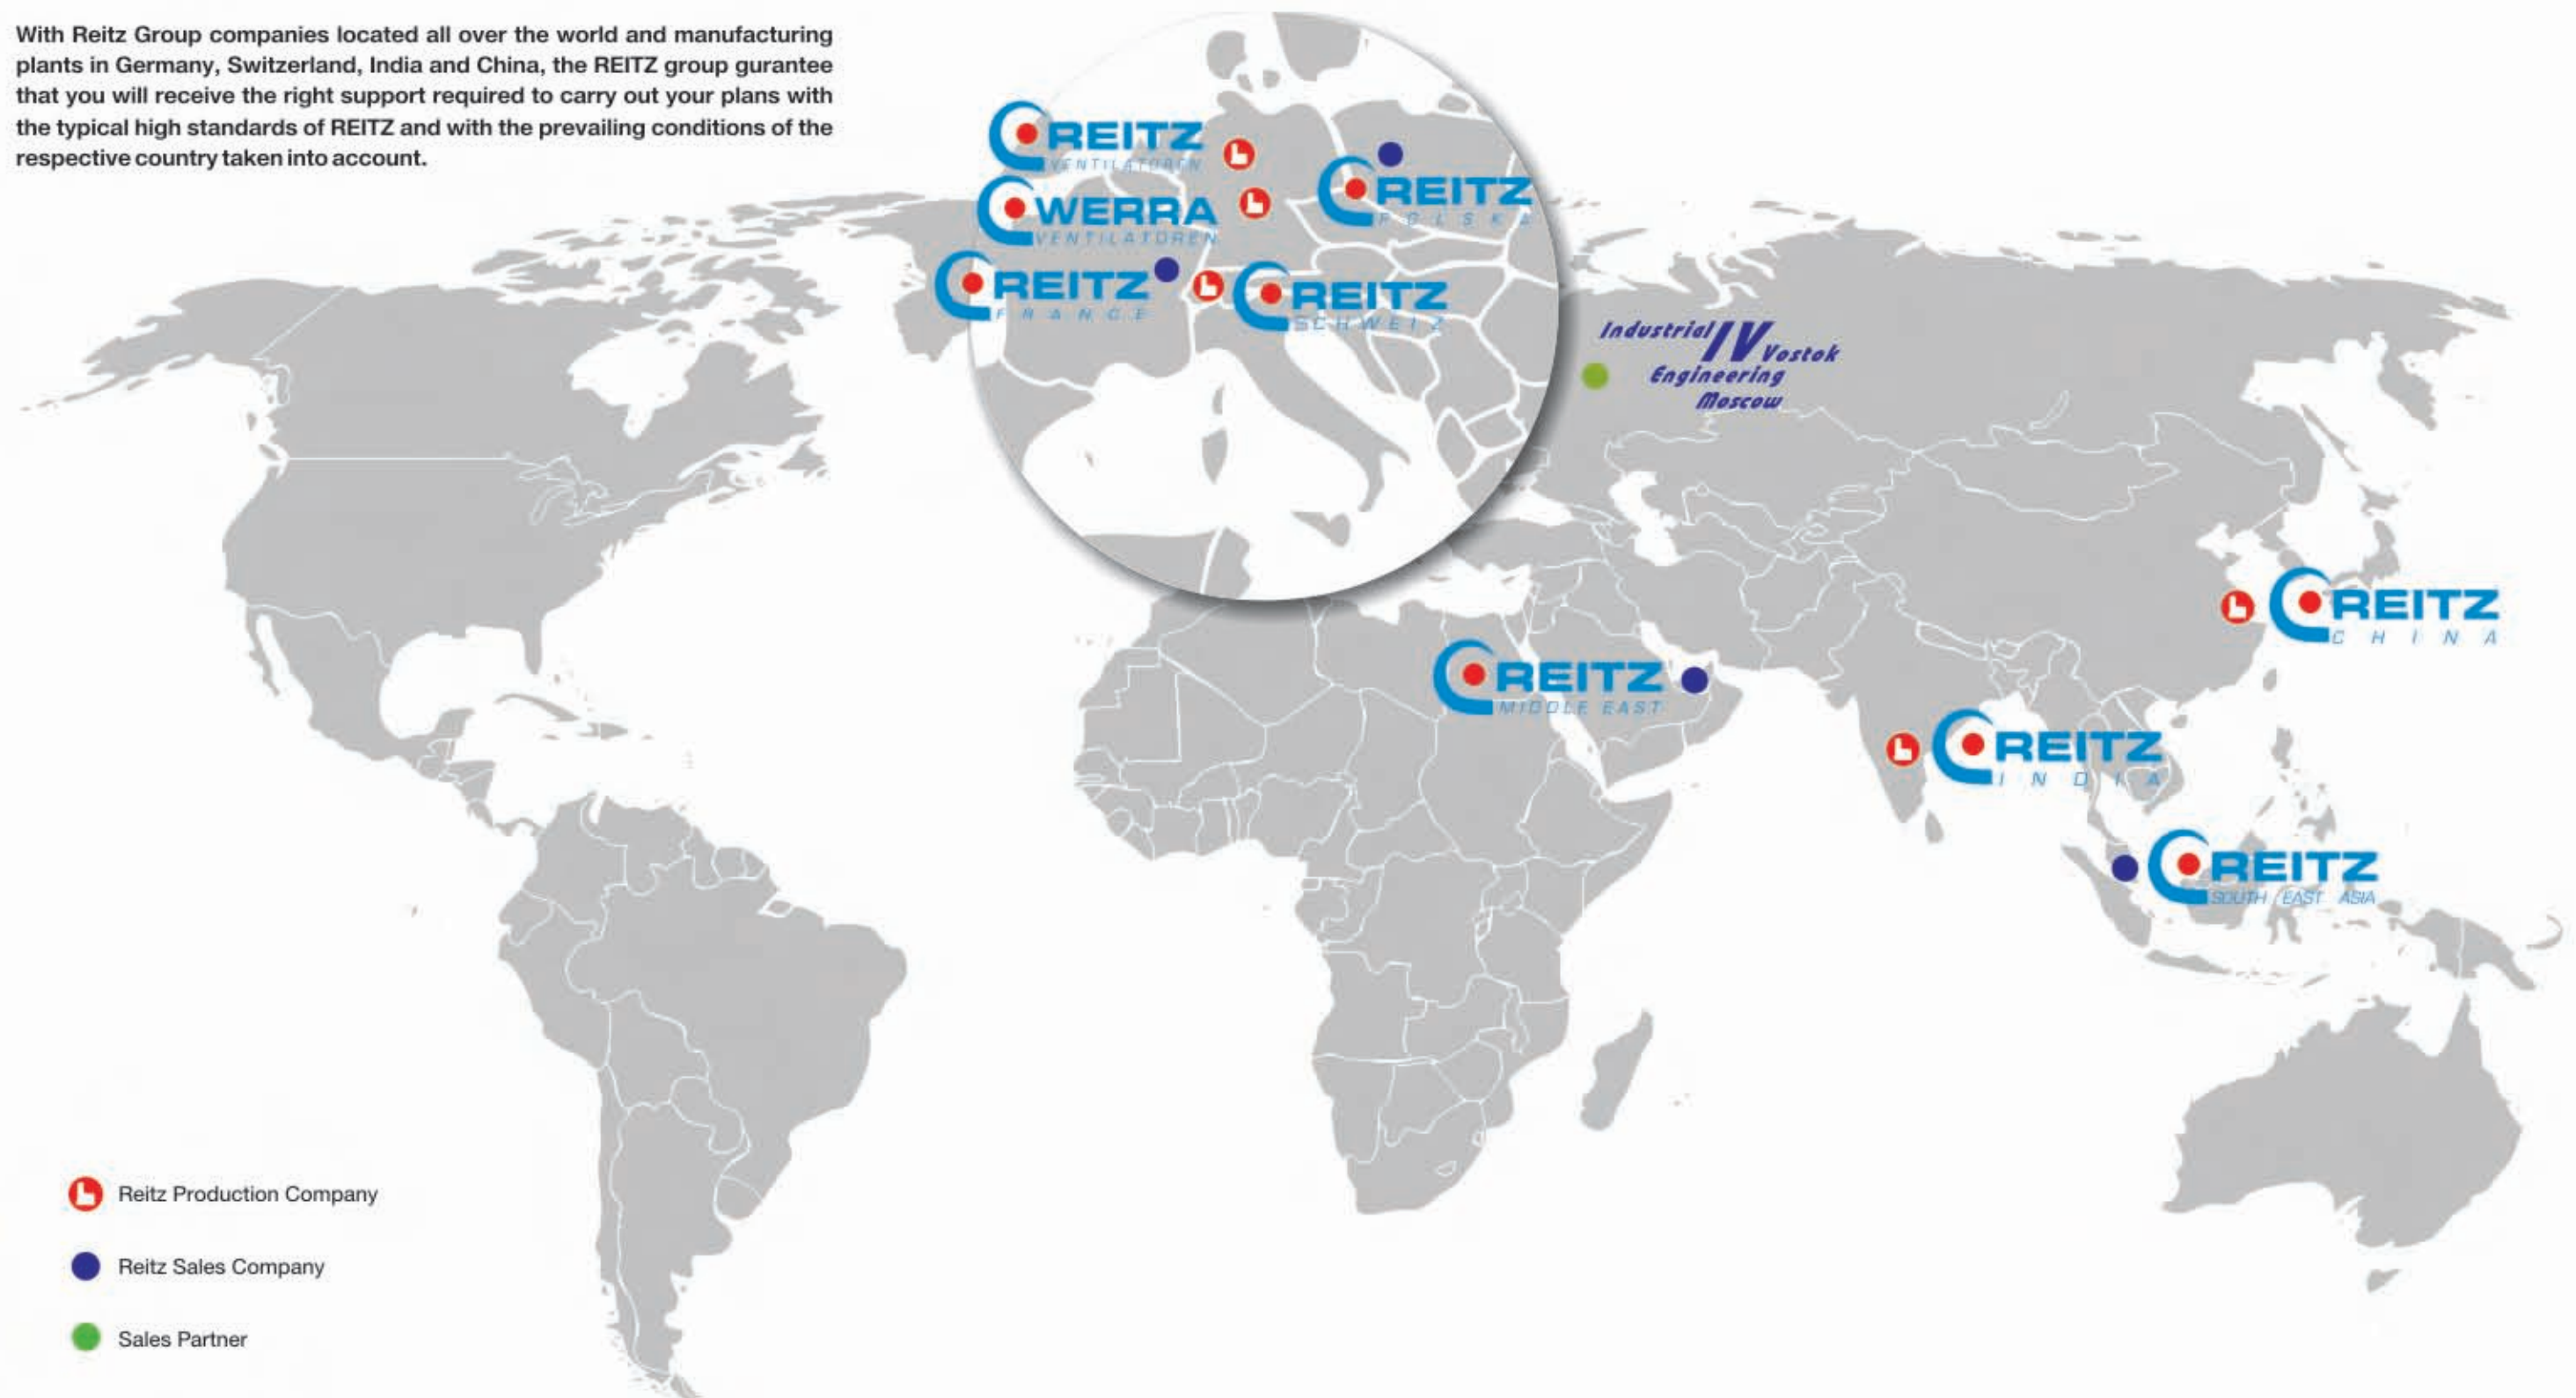 With Reitz Group companies located all over the world and manufacturing
plants in Germany, Switzerland, India and China, the REITZ group gurantee
that you will receive the right support required to carry out your plans with
the typical high standards of REITZ and with the prevailing conditions of the
respective country taken into account.
REITZ
VENTILATOREN
WERRA
VENTILATOREN
REITZ
FRANCE
REITZ
POLSKA
REITZ
SCHWEIZ
Industrial IV Vostok
Engineering
Moscow
REITZ
CHINA
REITZ
MIDDLE EAST
REITZ
INDIA
REITZ
SOUTH EAST ASIA
Reitz Production Company
Reitz Sales Company
Sales Partner